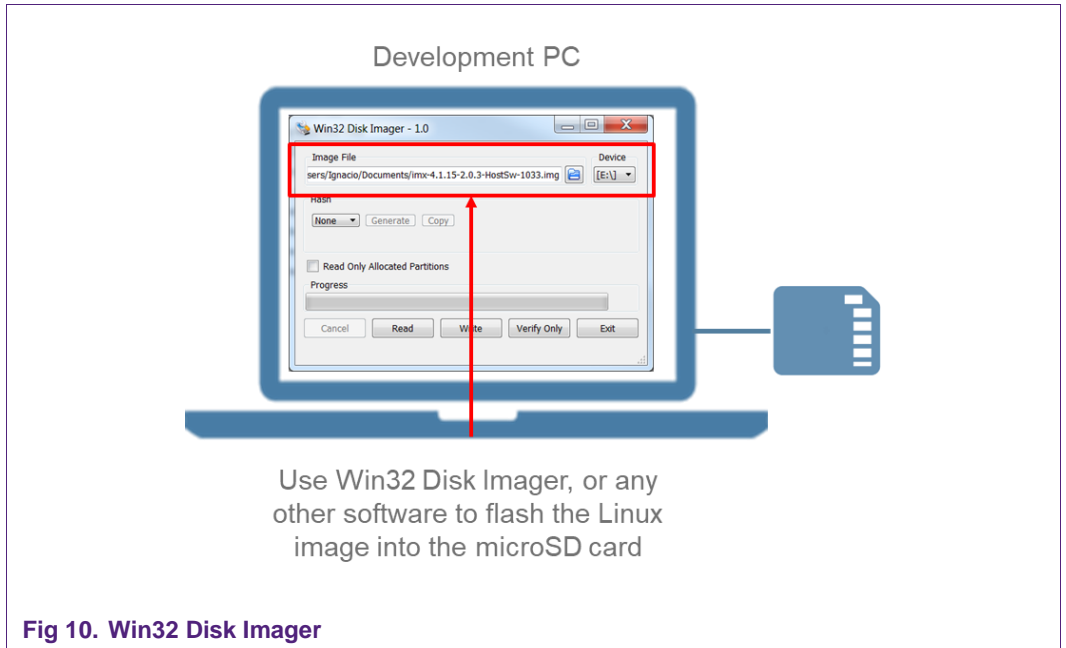 Development PC
Win32 Disk Imager - 1.0
Image File Device
sers/Ignacio/Documents/imx-4.1.15-2.0.3-HostSw-1033.img [E:\]
Hash
None Generate Copy
Read Only Allocated Partitions
Progress
Cancel Read Write Verify Only Exit
Use Win32 Disk Imager, or any
other software to flash the Linux
image into the microSD card
Fig 10. Win32 Disk Imager